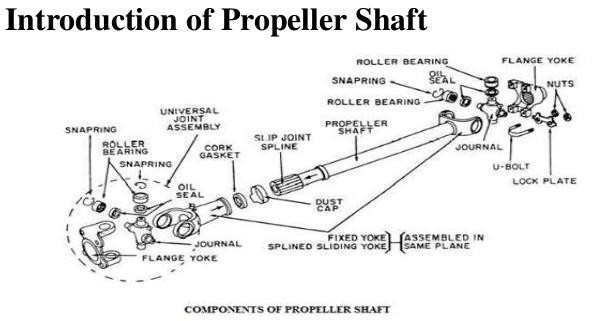 Introduction of Propeller Shaft
ROLLER BEARING
FLANGE YOKE
SNAPRING
OIL
SEAL
NUTS
ROLLER BEARING
UNIVERSAL
JOINT
ASSEMBLY
PROPELLER
SHAFT
SNAPRING
ROLLER
BEARING
CORK
GASKET
SLIP JOINT
SPLINE
JOURNAL
U-BOLT
SNAPRING
LOCK PLATE
OIL
SEAL
DUST
CAP
JOURNAL
FIXED YOKE
SPLINED SLIDING YOKE
ASSEMBLED IN
SAME PLANE
FLANGE YOKE
COMPONENTS OF PROPELLER SHAFT